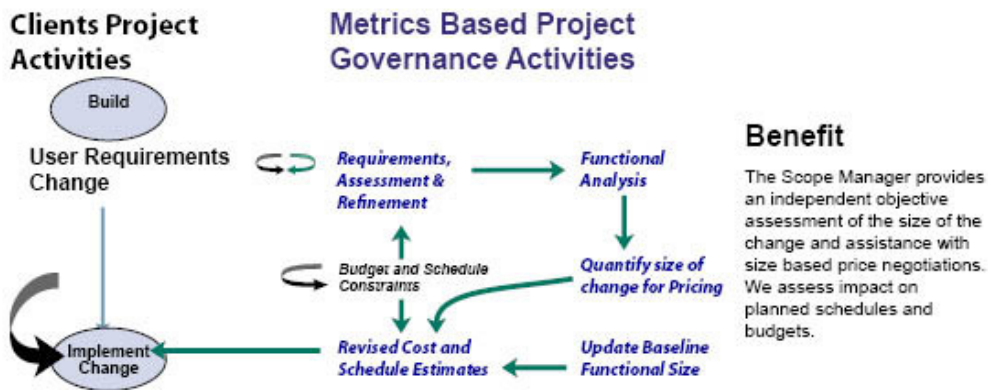 Clients Project
Activities
Metrics Based Project
Governance Activities
Build
User Requirements
Change
Requirements,
Assessment &
Refinement
Functional
Analysis
Budget and Schedule
Constraints
Quantify size of
change for Pricing
Implement
Change
Revised Cost and
Schedule Estimates
Update Baseline
Functional Size
Benefit
The Scope Manager provides
an independent objective
assessment of the size of the
change and assistance with
size based price negotiations.
We assess impact on
planned schedules and
budgets.